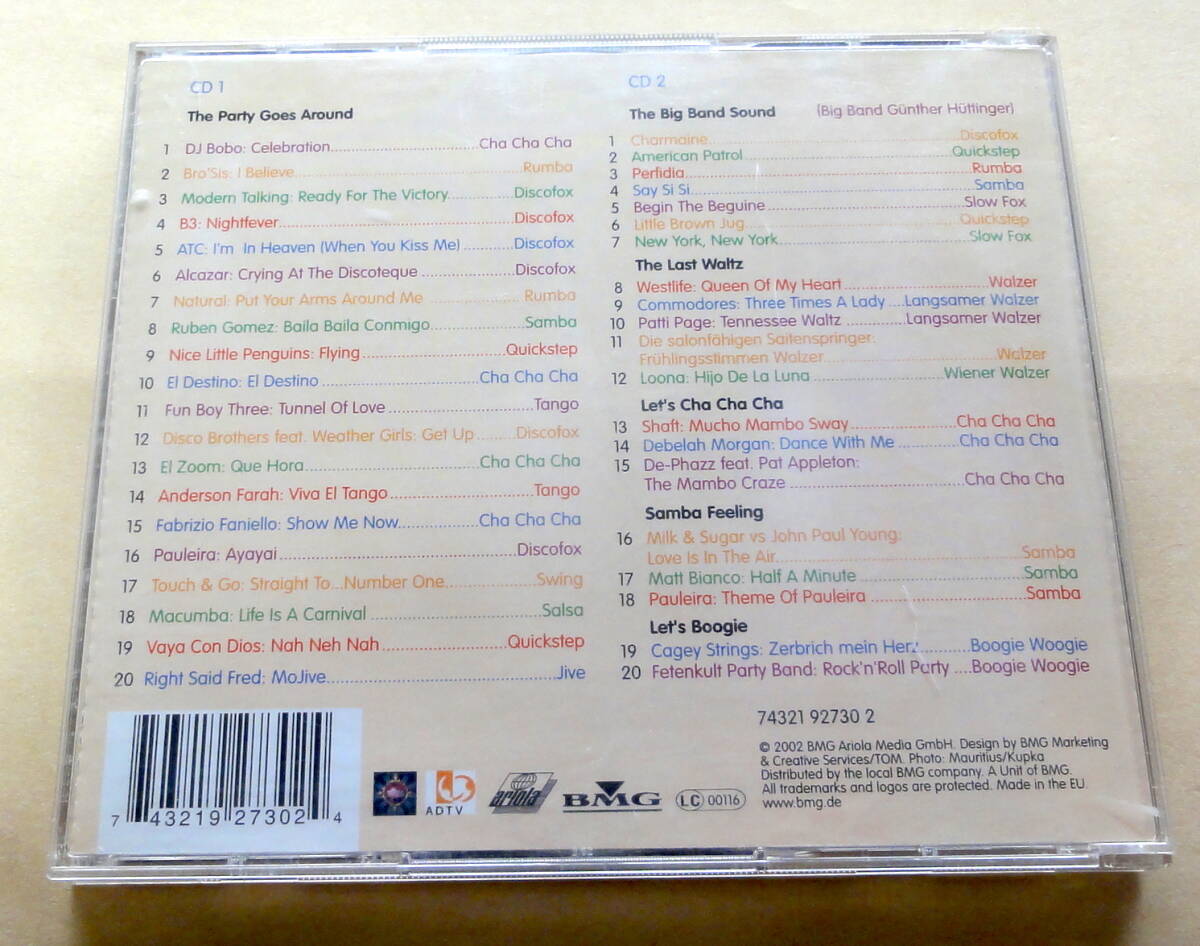 CD 1
The Party Goes Around
1 DJ Bobo: Celebration..............................Cha Cha Cha
2 Bro'Sis: I Believe..............................Rumba
3 Modern Talking: Ready For The Victory..............Discofox
4 B3: Nightfever..............................Discofox
5 ATC: I'm In Heaven (When You Kiss Me)...........Discofox
6 Alcazar: Crying At The Discoteque....................Discofox
7 Natural: Put Your Arms Around Me....................Rumba
8 Ruben Gomez: Baila Baila Conmigo....................Samba
9 Nice Little Penguins: Flying..............................Quickstep
10 El Destino: El Destino..............................Cha Cha Cha
11 Fun Boy Three: Tunnel Of Love..............................Tango
12 Disco Brothers feat. Weather Girls: Get Up.........Discofox
13 El Zoom: Que Hora..............................Cha Cha Cha
14 Anderson Farah: Viva El Tango..............................Tango
15 Fabrizio Faniello: Show Me Now................Cha Cha Cha
16 Pauleira: Ayayai..............................Discofox
17 Touch & Go: Straight To...Number One....................Swing
18 Macumba: Life Is A Carnival..............................Salsa
19 Vaya Con Dios: Nah Neh Nah....................Quickstep
20 Right Said Fred: MoJive..............................Jive
CD 2
The Big Band Sound (Big Band Günther Hüttinger)
1 Charmaine..............................Discofox
2 American Patrol..............................Quickstep
3 Perfidia..............................Rumba
4 Say Si Si..............................Samba
5 Begin The Beguine..............................Slow Fox
6 Little Brown Jug..............................Quickstep
7 New York, New York..............................Slow Fox
The Last Waltz
8 Westlife: Queen Of My Heart..............................Walzer
9 Commodores: Three Times A Lady....Langsamer Walzer
10 Patti Page: Tennessee Waltz............Langsamer Walzer
11 Die salonfähigen Saitenspringer:
Frühlingsstimmen Walzer..............................Walzer
12 Loona: Hijo De La Luna....................Wiener Walzer
Let's Cha Cha Cha
13 Shaft: Mucho Mambo Sway....................Cha Cha Cha
14 Debelah Morgan: Dance With Me............Cha Cha Cha
15 De-Phazz feat. Pat Appleton:
The Mambo Craze..............................Cha Cha Cha
Samba Feeling
16 Milk & Sugar vs John Paul Young:
Love Is In The Air..............................Samba
17 Matt Bianco: Half A Minute..............................Samba
18 Pauleira: Theme Of Pauleira..............................Samba
Let's Boogie
19 Cagey Strings: Zerbrich mein Herz..........Boogie Woogie
20 Fetenkult Party Band: Rock'n'Roll Party....Boogie Woogie
74321 92730 2
© 2002 BMG Ariola Media GmbH. Design by BMG Marketing
& Creative Services/TOM. Photo: Mauritius/Kupka
Distributed by the local BMG company. A Unit of BMG.
All trademarks and logos are protected. Made in the EU.
www.bmg.de
7 43219 27302 4
ADTV
ariola
BMG
LC 00116